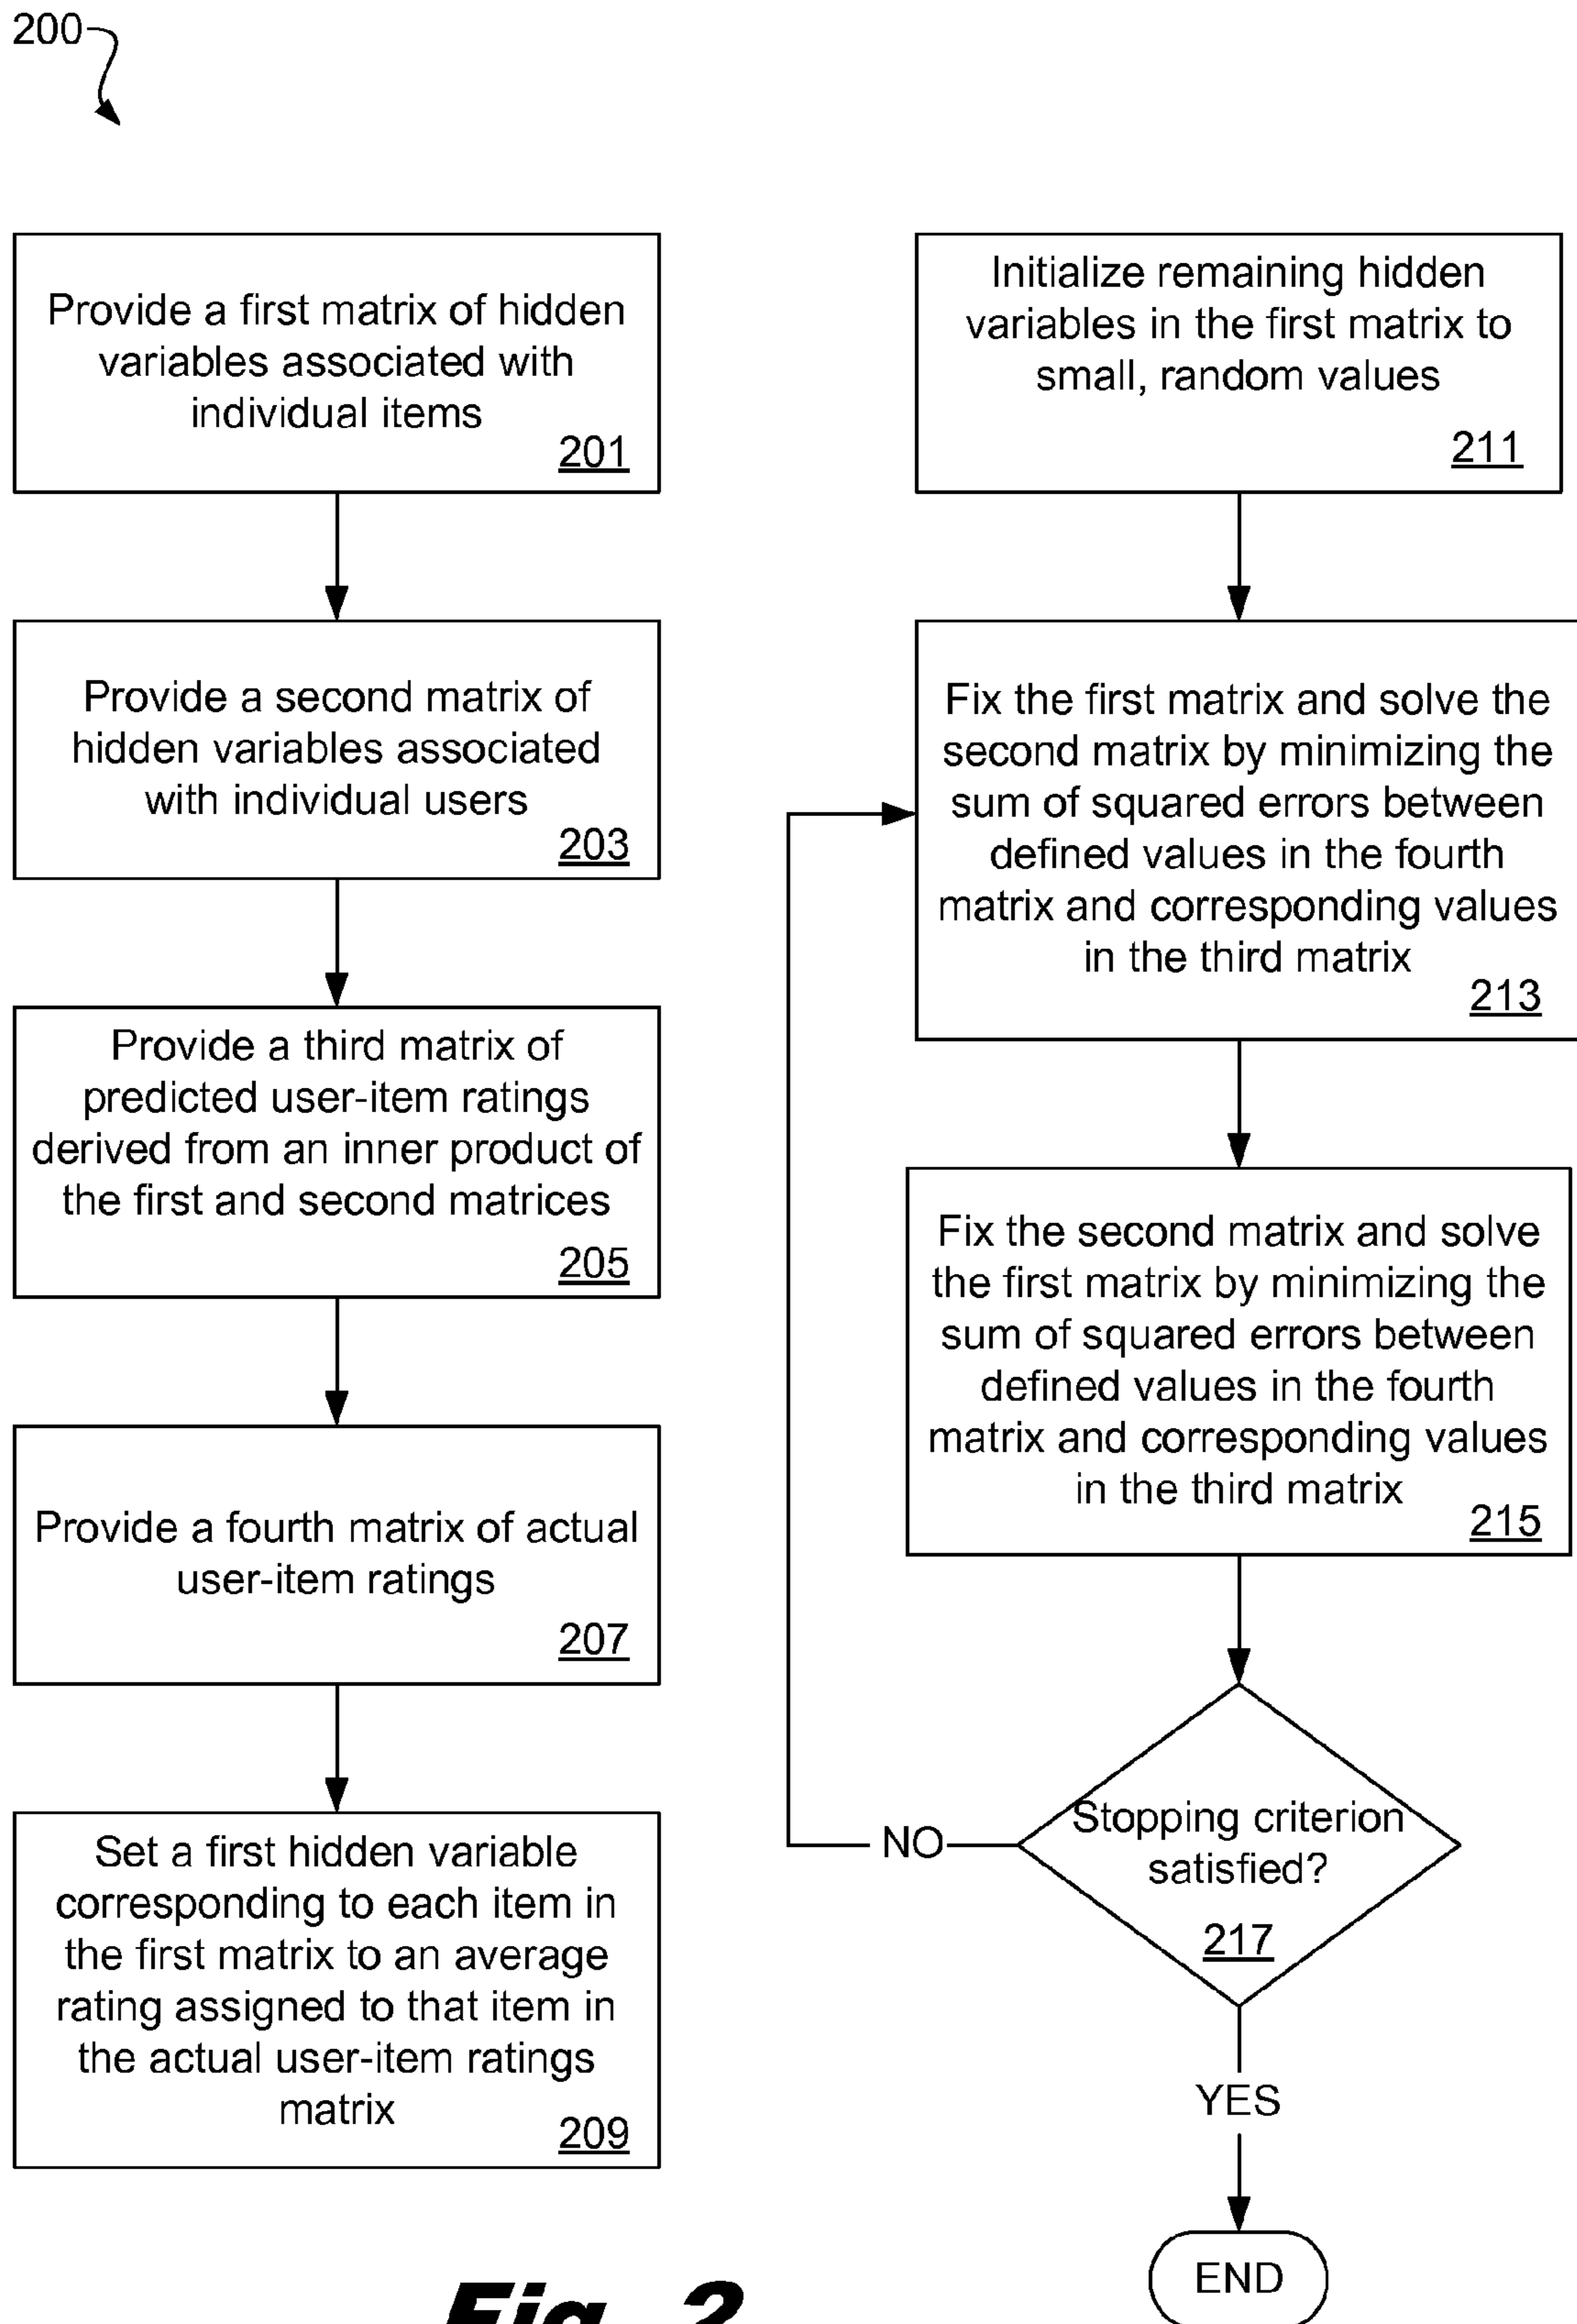 200
Provide a first matrix of hidden
variables associated with
individual items
201
Provide a second matrix of
hidden variables associated
with individual users
203
Provide a third matrix of
predicted user-item ratings
derived from an inner product of
the first and second matrices
205
Provide a fourth matrix of actual
user-item ratings
207
Set a first hidden variable
corresponding to each item in
the first matrix to an average
rating assigned to that item in
the actual user-item ratings
matrix
209
Initialize remaining hidden
variables in the first matrix to
small, random values
211
Fix the first matrix and solve the
second matrix by minimizing the
sum of squared errors between
defined values in the fourth
matrix and corresponding values
in the third matrix
213
Fix the second matrix and solve
the first matrix by minimizing the
sum of squared errors between
defined values in the fourth
matrix and corresponding values
in the third matrix
215
Stopping criterion
satisfied?
217
NO
YES
END
Fig. 2